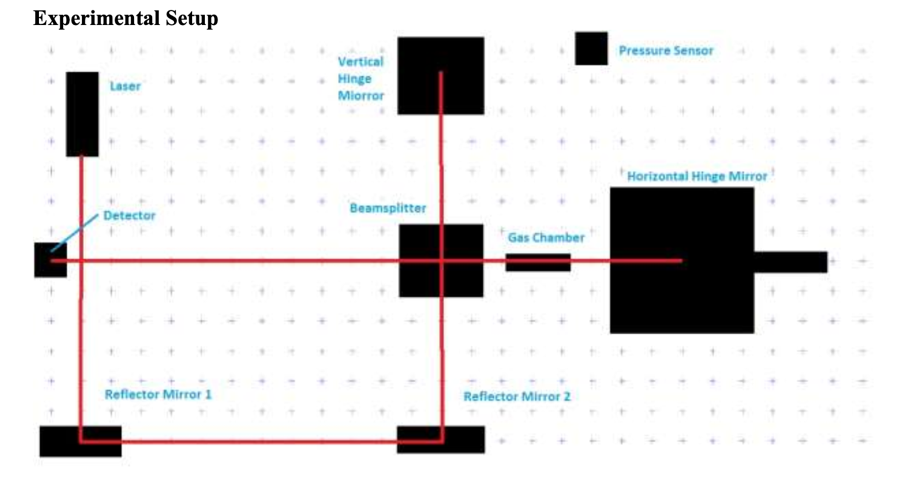 Experimental Setup
Pressure Sensor
Vertical
Hinge
Miorror
Laser
Horizontal Hinge Mirror
Beamsplitter
Detector
Gas Chamber
Reflector Mirror 1
Reflector Mirror 2